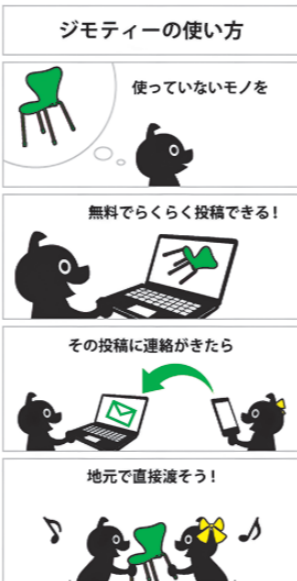 ジモティーの使い方
使っていないモノを
無料でらくらく投稿できる!
その投稿に連絡がきたら
地元で直接渡そう!